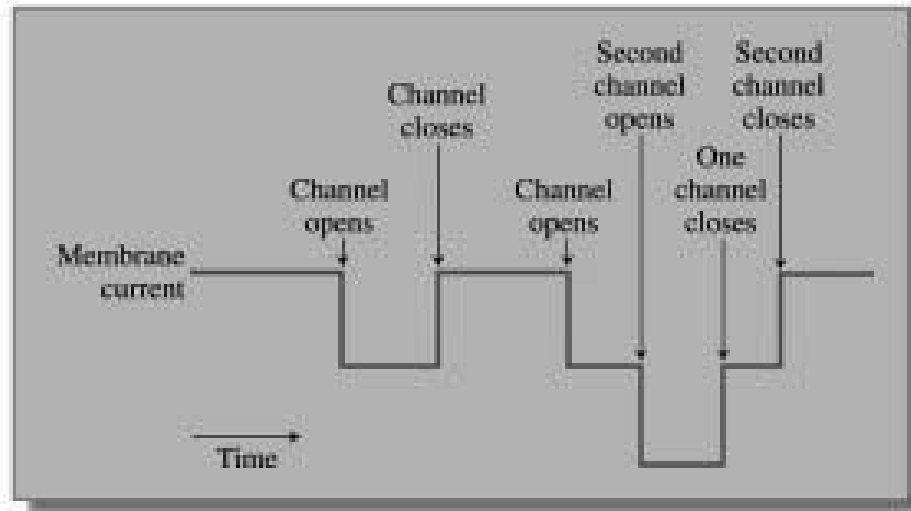 Membrane
current
Channel
opens
Channel
closes
Channel
opens
Second
channel
opens
One
channel
closes
Second
channel
closes
Time